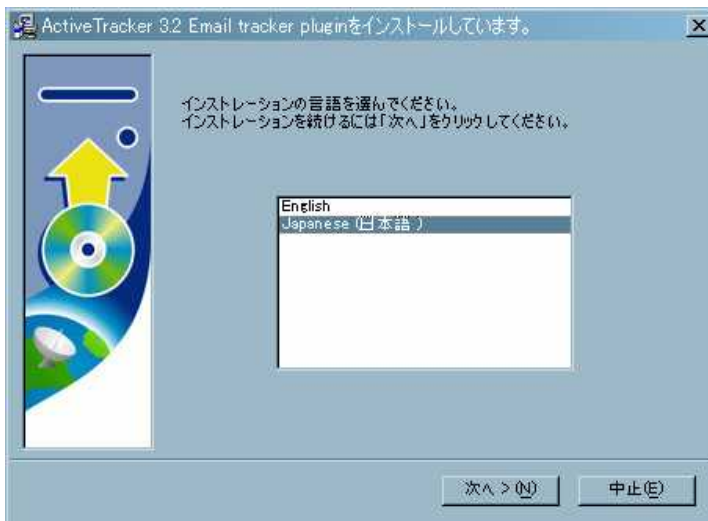 ActiveTracker 3.2 Email tracker pluginをインストールしています。
インストレーションの言語を選んでください。
インストレーションを続けるには「次へ」をクリックしてください。
English
Japanese (日本語)
次へ > (N)
中止(E)